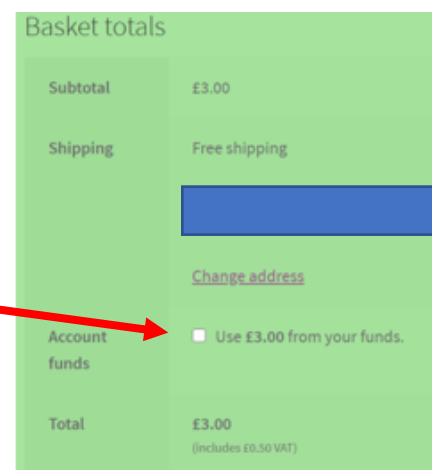 Basket totals
Subtotal £3.00
Shipping Free shipping
Change address
Account funds Use £3.00 from your funds.
Total £3.00
(includes £0.50 VAT)